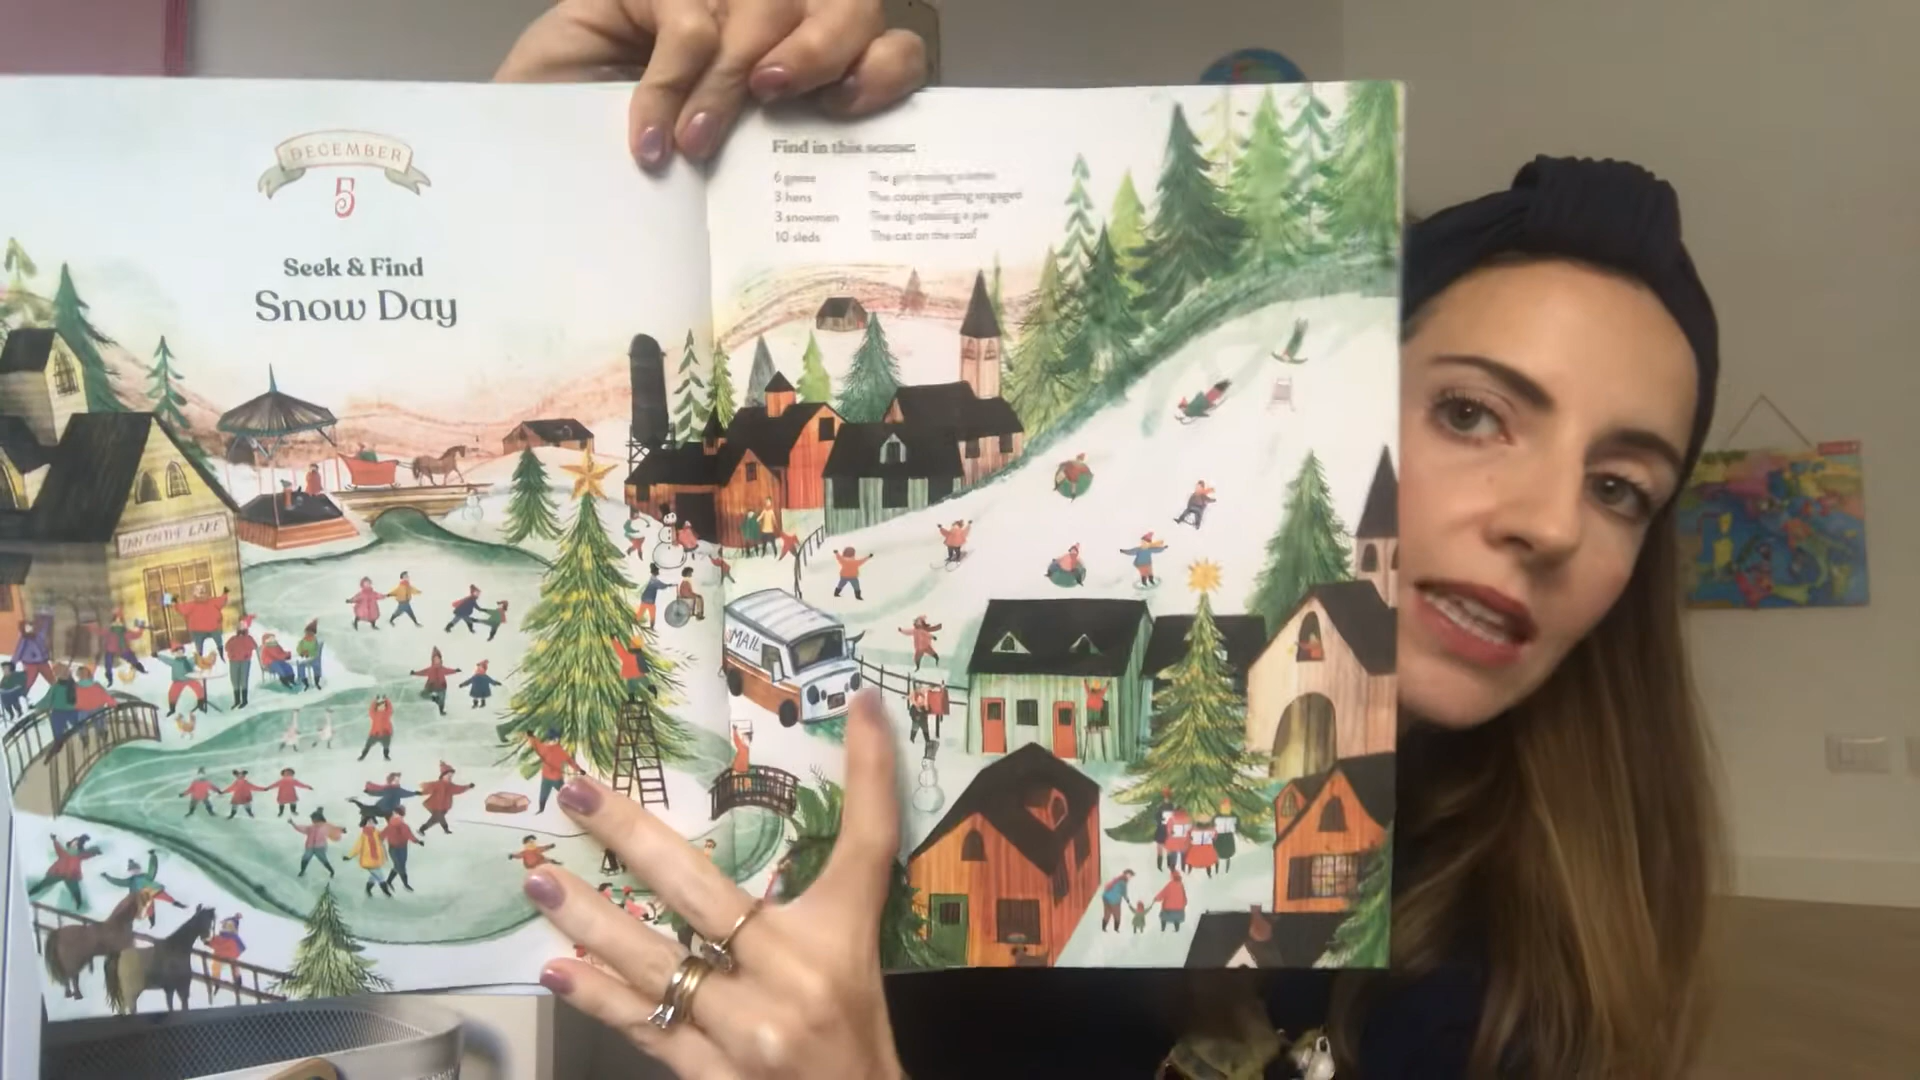 DECEMBER
5
Seek & Find
Snow Day
Find in this scene:
6 geese
3 hens
3 snowmen
10 sleds
The couple getting engaged
The dog stealing a pie
The cat on the roof
INN ON THE LAKE
MAIL